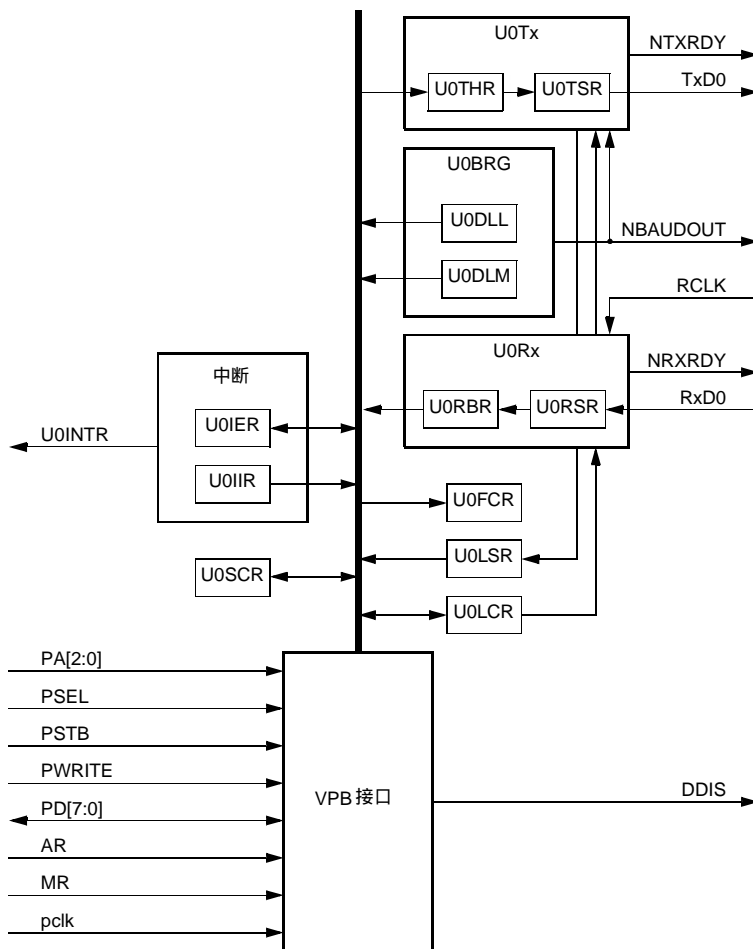 U0Tx
NTXRDY
U0THR
U0TSR
TxD0
U0BRG
U0DLL
NBAUDOUT
U0DLM
RCLK
U0Rx
NRXRDY
中断
U0RBR
U0RSR
RxD0
U0IER
U0INTR
U0IIR
U0FCR
U0LSR
U0SCR
U0LCR
PA[2:0]
PSEL
PSTB
PWRITE
VPB 接口
DDIS
PD[7:0]
AR
MR
pclk